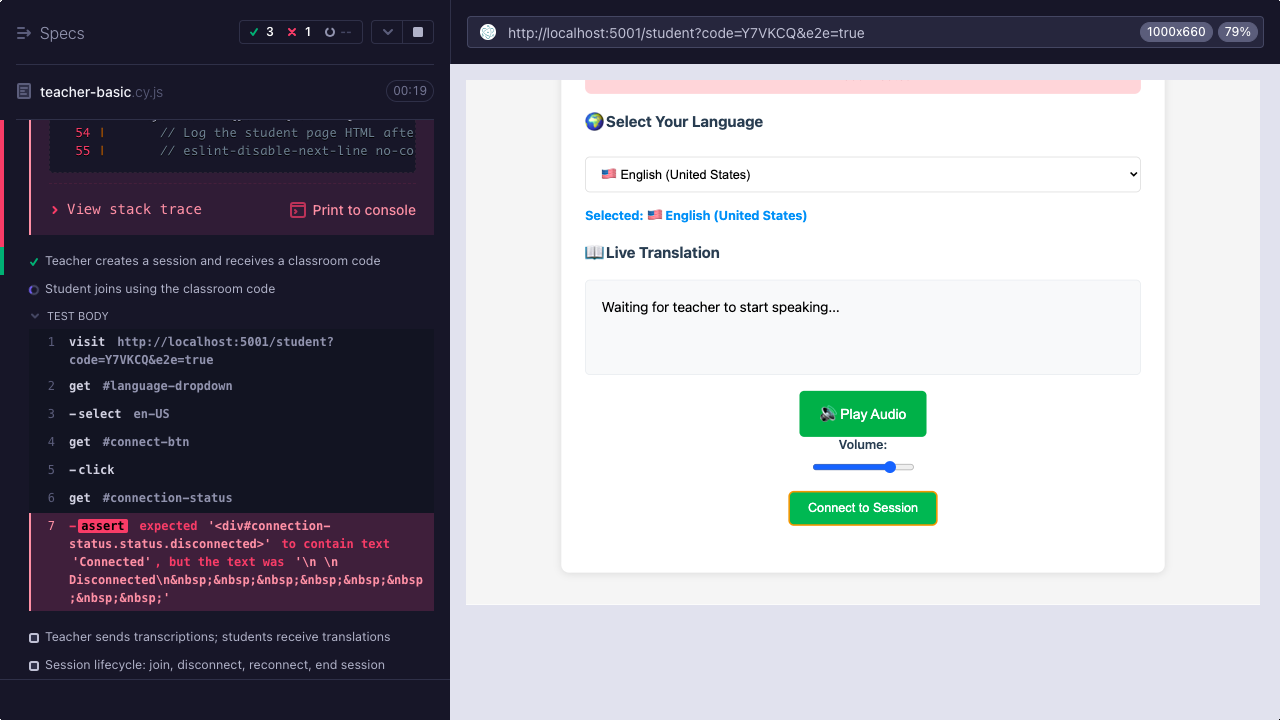 Specs
3
1
--
teacher-basic.cy.js
00:19
54 | // Log the student page HTML afte
55 | // eslint-disable-next-line no-co
View stack trace
Print to console
Teacher creates a session and receives a classroom code
Student joins using the classroom code
TEST BODY
1 visit http://localhost:5001/student?
code=Y7VKCQ&e2e=true
2 get #language-dropdown
3 -select en-US
4 get #connect-btn
5 -click
6 get #connection-status
7 -assert expected '<div#connection-
status.status.disconnected>' to contain text
'Connected', but the text was '\n \n
Disconnected\n&nbsp;&nbsp;&nbsp;&nbsp;&nbsp;&nbsp
;&nbsp;&nbsp;'
Teacher sends transcriptions; students receive translations
Session lifecycle: join, disconnect, reconnect, end session
http://localhost:5001/student?code=Y7VKCQ&e2e=true
1000x660
79%
🌍Select Your Language
🇺🇸 English (United States)
Selected: 🇺🇸 English (United States)
📖Live Translation
Waiting for teacher to start speaking...
🔊 Play Audio
Volume:
Connect to Session